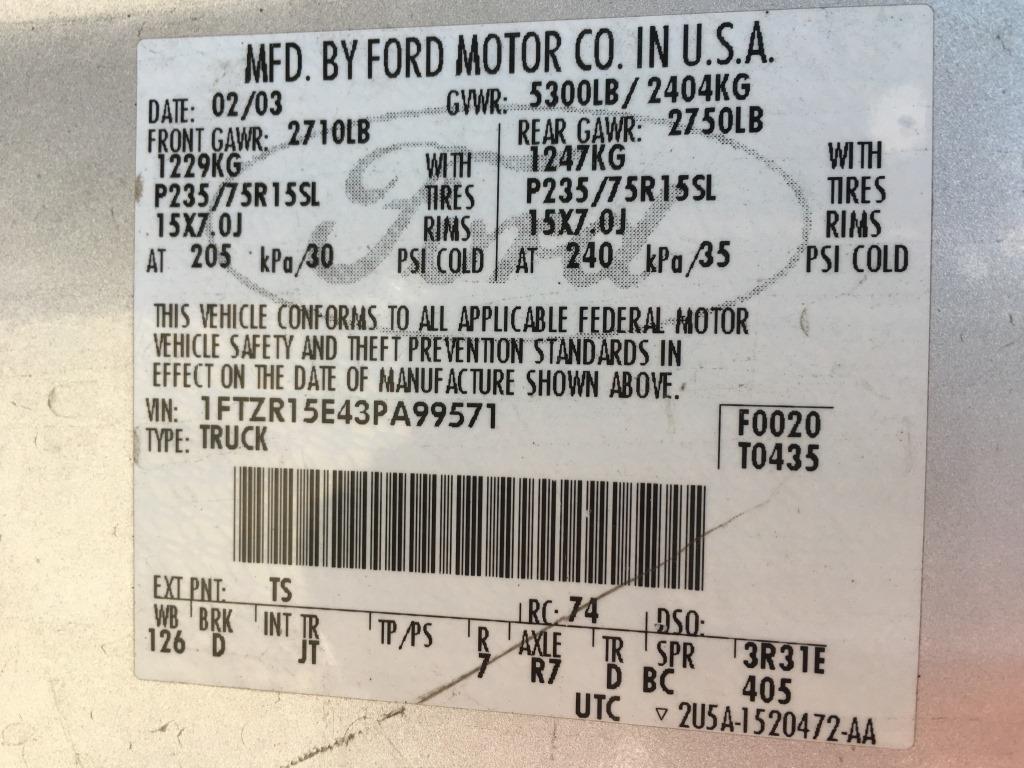 MFD. BY FORD MOTOR CO. IN U.S.A.
DATE: 02/03 GVWR: 5300LB/ 2404KG
FRONT GAWR: 2710LB REAR GAWR: 2750LB
1229KG WITH 1247KG WITH
P235/75R15SL TIRES P235/75R15SL TIRES
15X7.0J RIMS 15X7.0J RIMS
AT 205 kPa/30 PSI COLD AT 240 kPa/35 PSI COLD
Ford
THIS VEHICLE CONFORMS TO ALL APPLICABLE FEDERAL MOTOR
VEHICLE SAFETY AND THEFT PREVENTION STANDARDS IN
EFFECT ON THE DATE OF MANUFACTURE SHOWN ABOVE.
VIN: 1FTZR15E43PA99571 F0020
TYPE: TRUCK T0435
EXT PNT: TS RC: 74 DSO:
WB BRK INT TR TP/PS R AXLE TR SPR 3R31E
126 D JT 7 R7 D BC 405
UTC ▽ 2U5A-1520472-AA